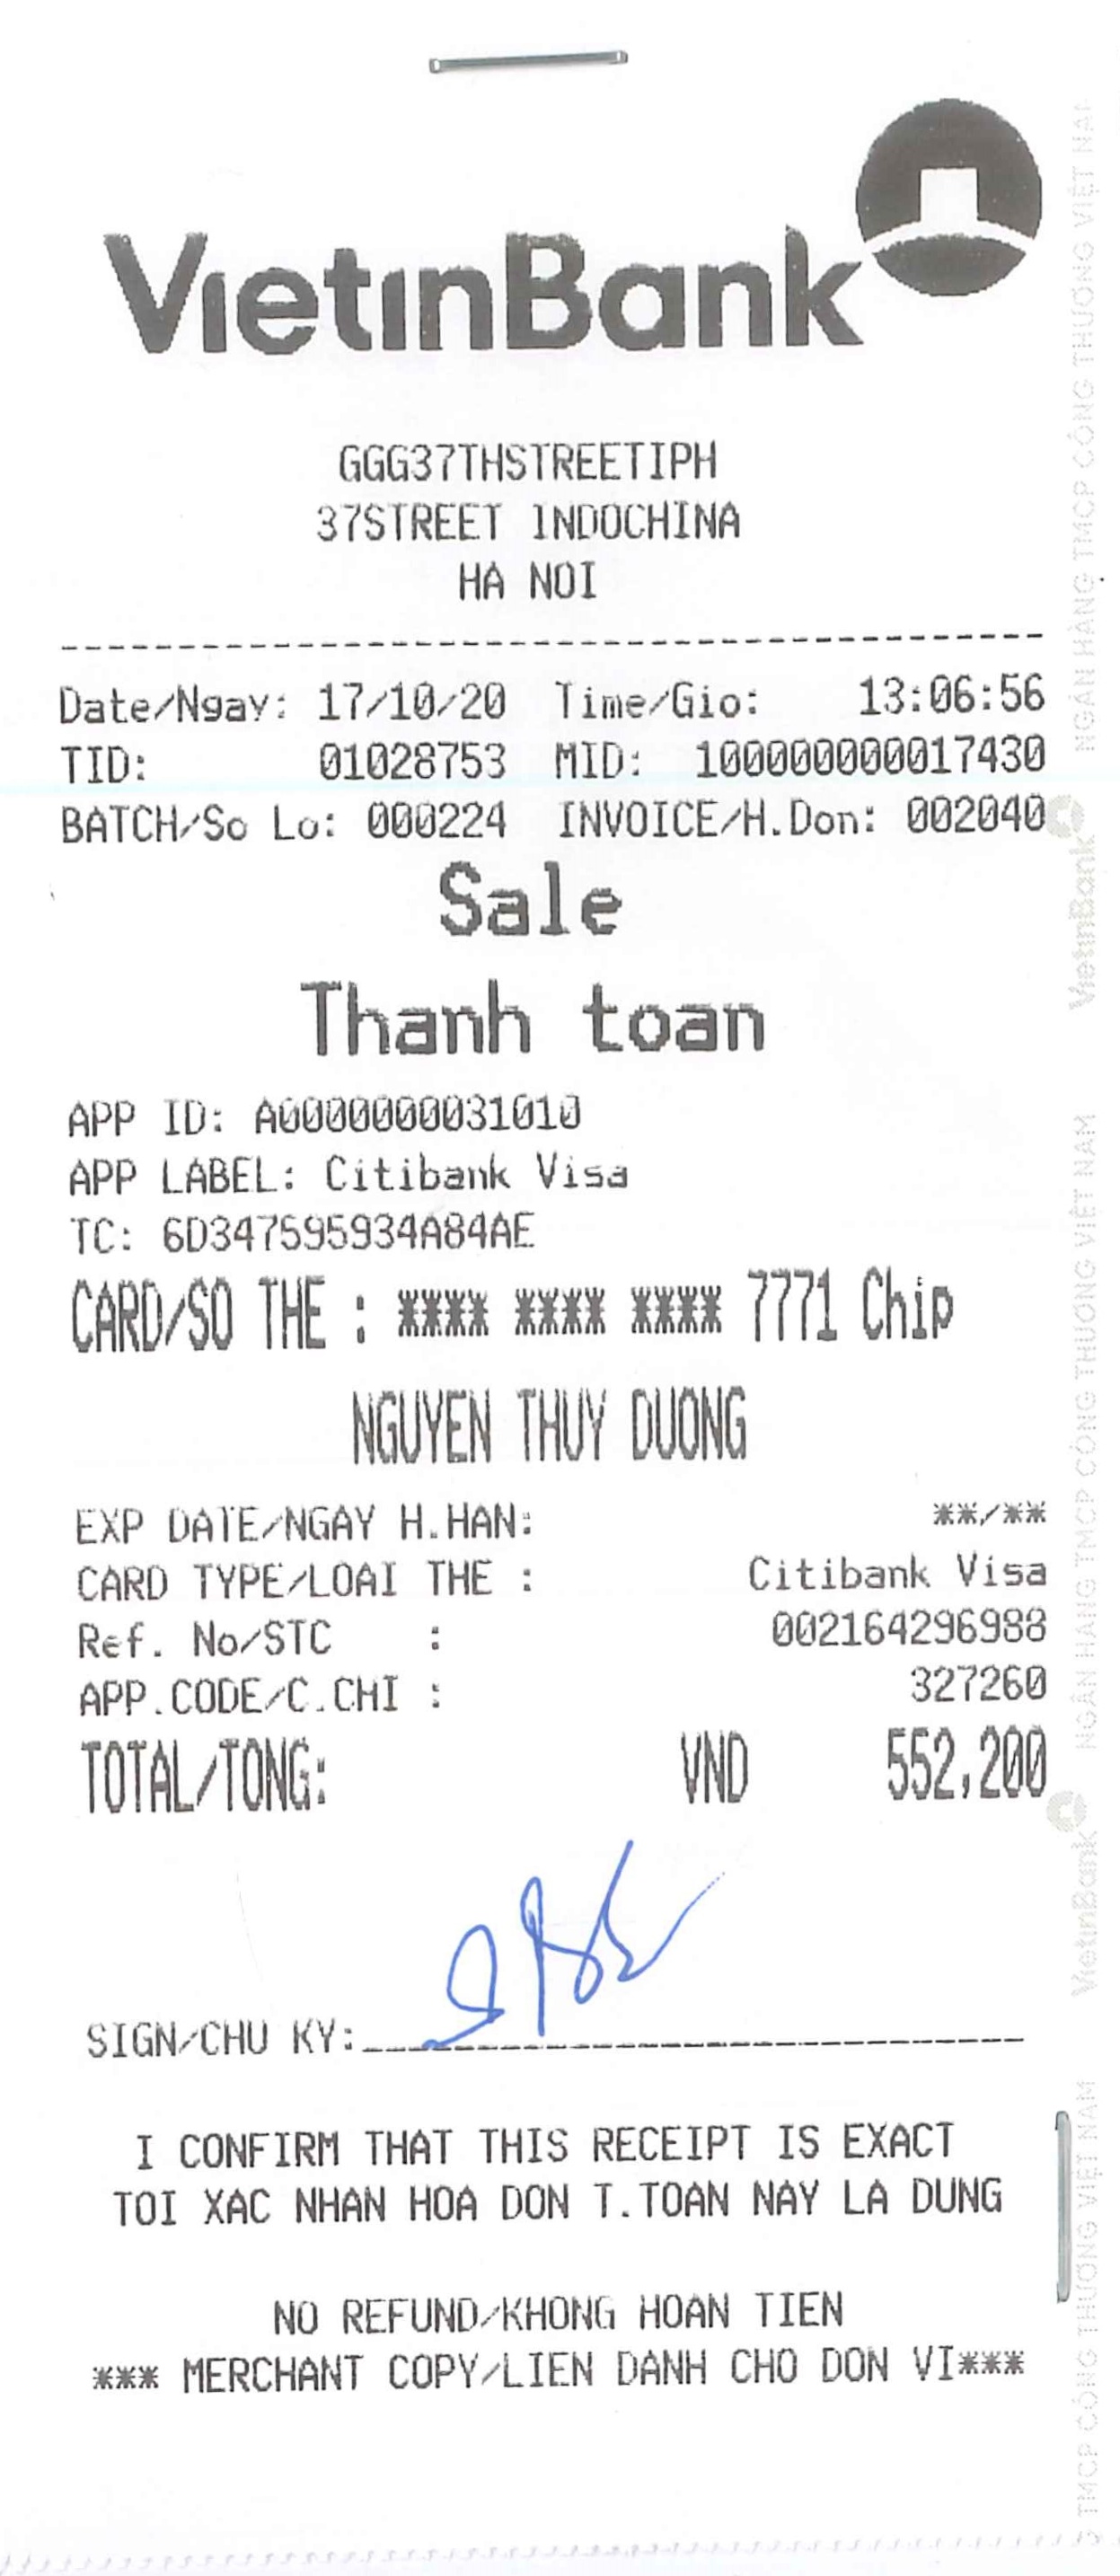 VietinBank
GGG37THSTREETIPH
37STREET INDOCHINA
HA NOI
Date/Ngay: 17/10/20 Time/Gio: 13:06:56
TID: 01028753 MID: 100000000017430
BATCH/So Lo: 000224 INVOICE/H.Don: 002040
Sale
Thanh toan
APP ID: A0000000031010
APP LABEL: Citibank Visa
TC: 6D347595934A84AE
CARD/SO THE : **** **** **** 7771 Chip
NGUYEN THUY DUONG
EXP DATE/NGAY H.HAN: **/**
CARD TYPE/LOAI THE : Citibank Visa
Ref. No/STC : 002164296988
APP.CODE/C.CHI : 327260
TOTAL/TONG: VND 552,200
SIGN/CHU KY:
I CONFIRM THAT THIS RECEIPT IS EXACT
TOI XAC NHAN HOA DON T.TOAN NAY LA DUNG
NO REFUND/KHONG HOAN TIEN
*** MERCHANT COPY/LIEN DANH CHO DON VI***
NGÂN HÀNG TMCP CÔNG THƯƠNG VIỆT NAM
VietinBank
NGÂN HÀNG TMCP CÔNG THƯƠNG VIỆT NAM
VietinBank
TMCP CÔNG THƯƠNG VIỆT NAM